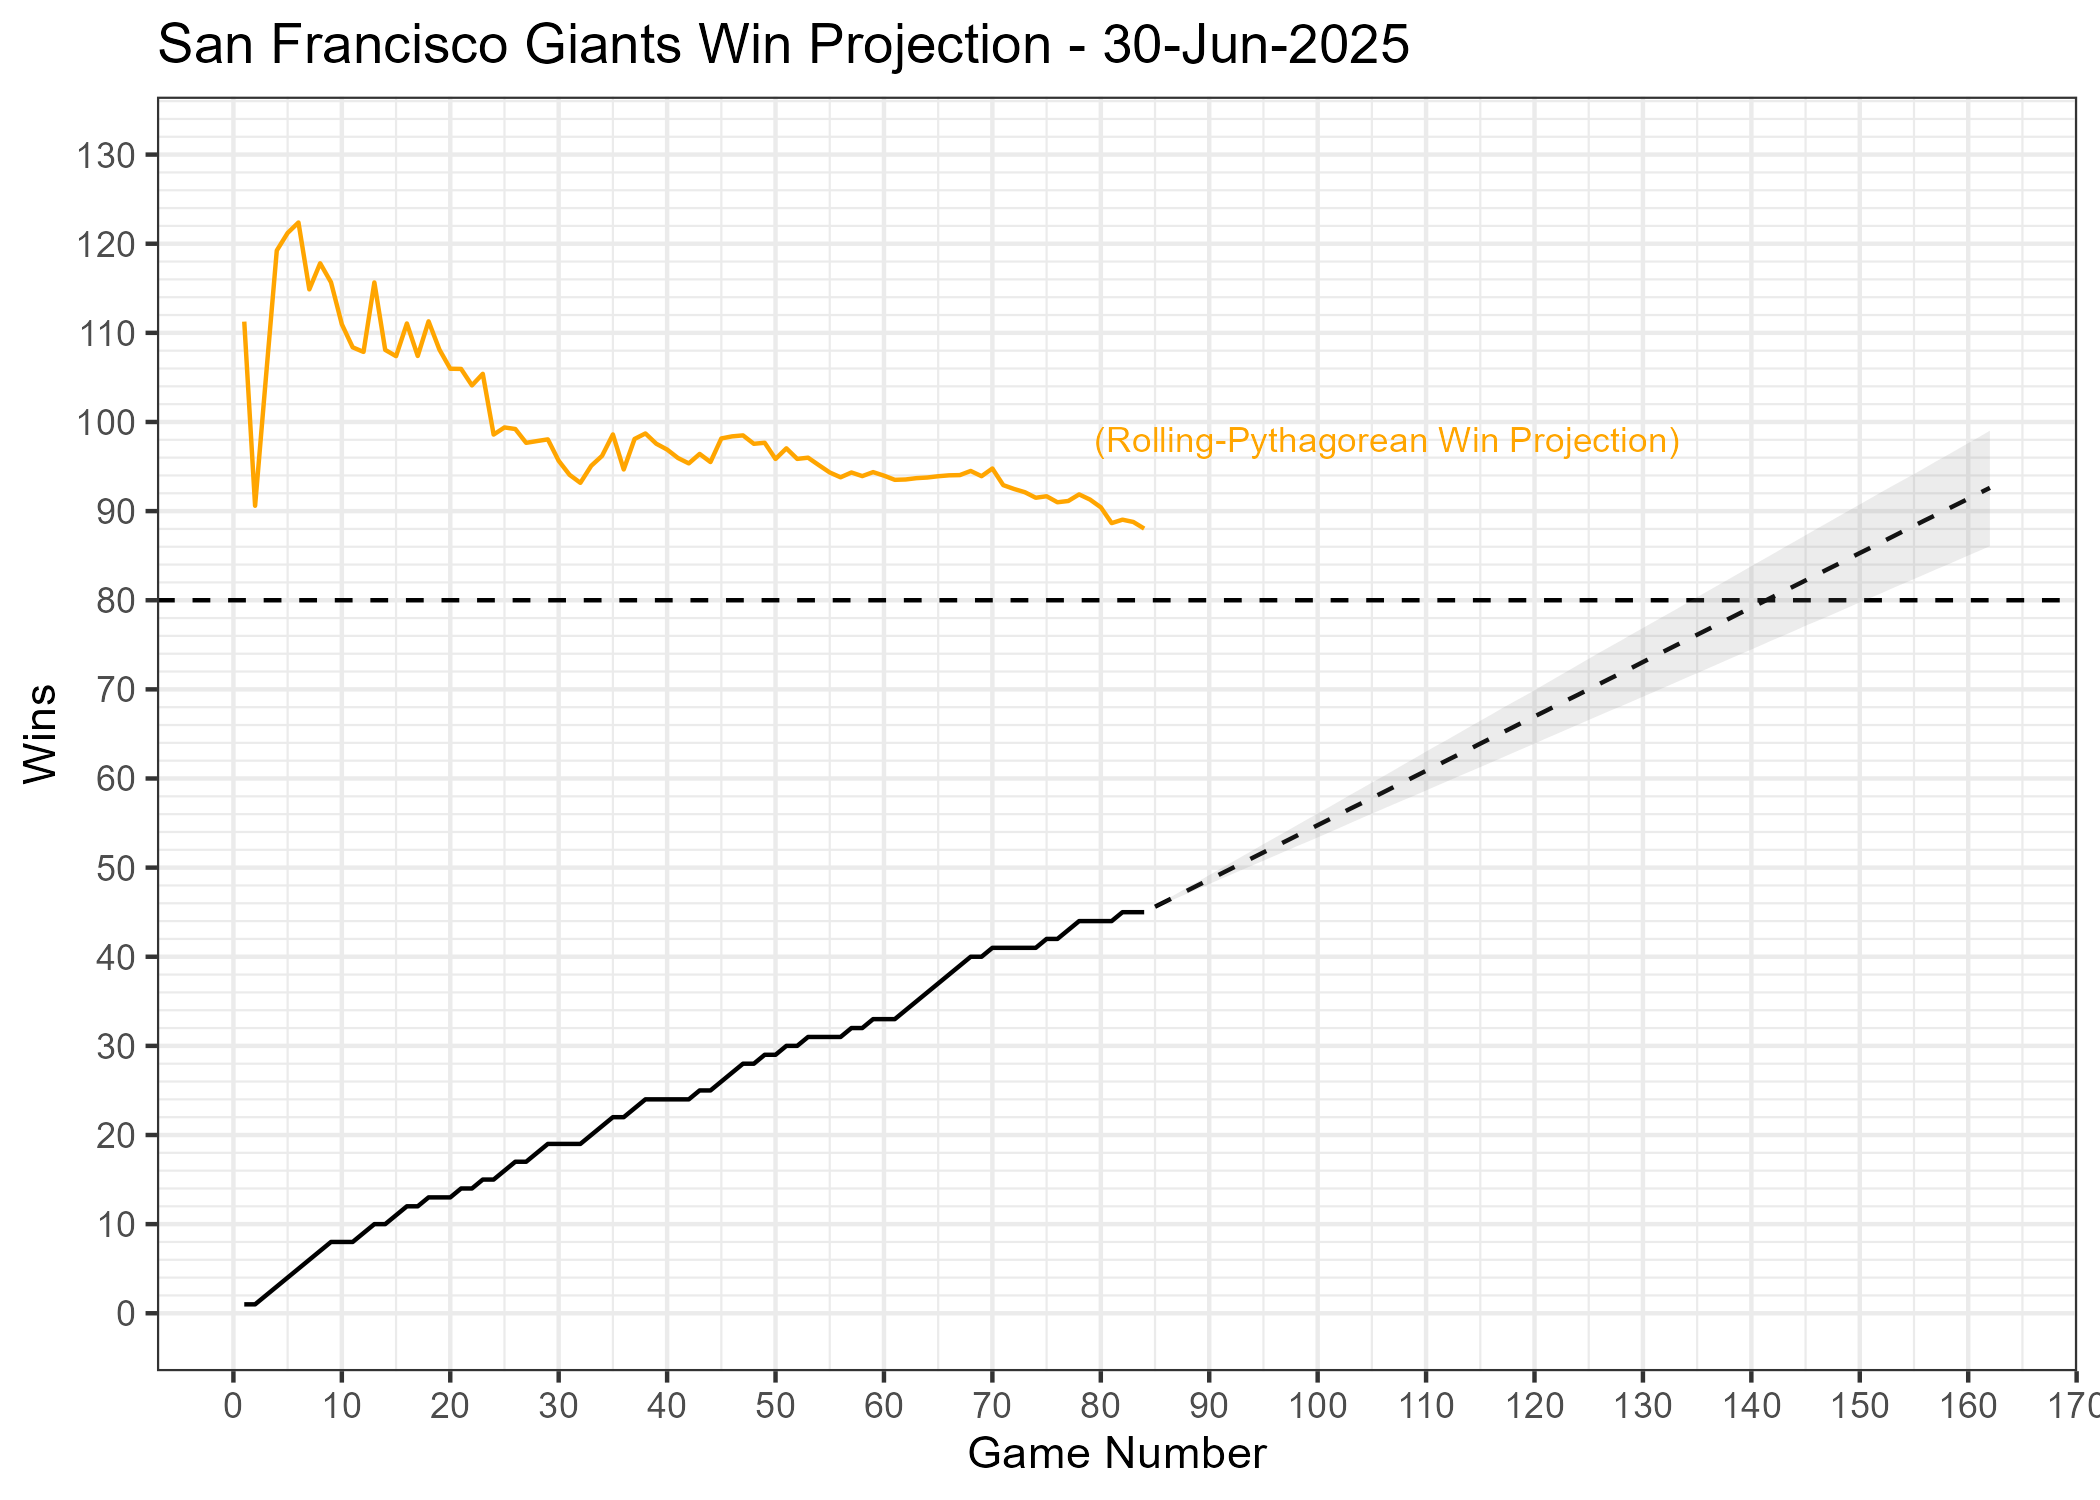 San Francisco Giants Win Projection - 30-Jun-2025
130
120
110
100
(Rolling-Pythagorean Win Projection)
90
80
70
Wins
60
50
40
30
20
10
0
0 10 20 30 40 50 60 70 80 90 100 110 120 130 140 150 160 170
Game Number